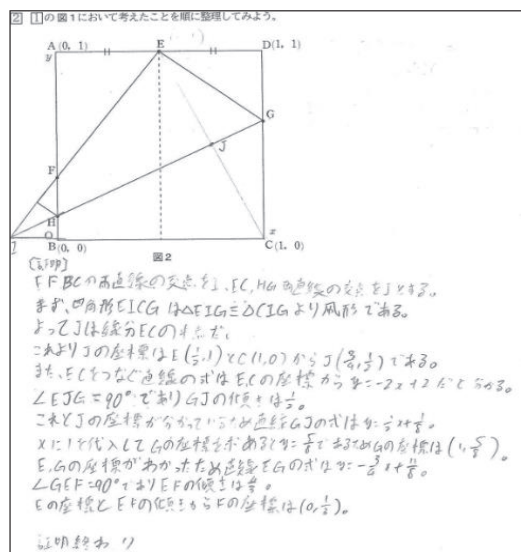 2 1の図1において考えたことを順に整理してみよう。
A(0, 1)
E
D(1, 1)
y
G
J
F
H
O
I
B(0, 0)
x
C(1, 0)
図2
[証明]
EF BCの両直線の交点をI、EC, HG両直線の交点をJとする。
まず、四角形EICGは△EIG≡△CIGより凧形である。
よってJは線分ECの中点だ。
これよりJの座標はE(1/2, 1)とC(1, 0)からJ(3/4, 1/2)である。
また、ECをつなぐ直線の式はE,Cの座標からy=-2x+2だと分かる。
∠EJG=90°でありGJの傾きは1/2。
これとJの座標が分かっているため直線GJの式はy=1/2x+1/8。
xに1を代入してGの座標を求めるとy=5/8であるためGの座標は(1, 5/8)。
E,Gの座標がわかったため直線EGの式はy=-3/4x+11/8。
∠GEF=90°でありEFの傾きは4/3。
Eの座標とEFの傾きからFの座標は(0, 1/3)。
証明終わり